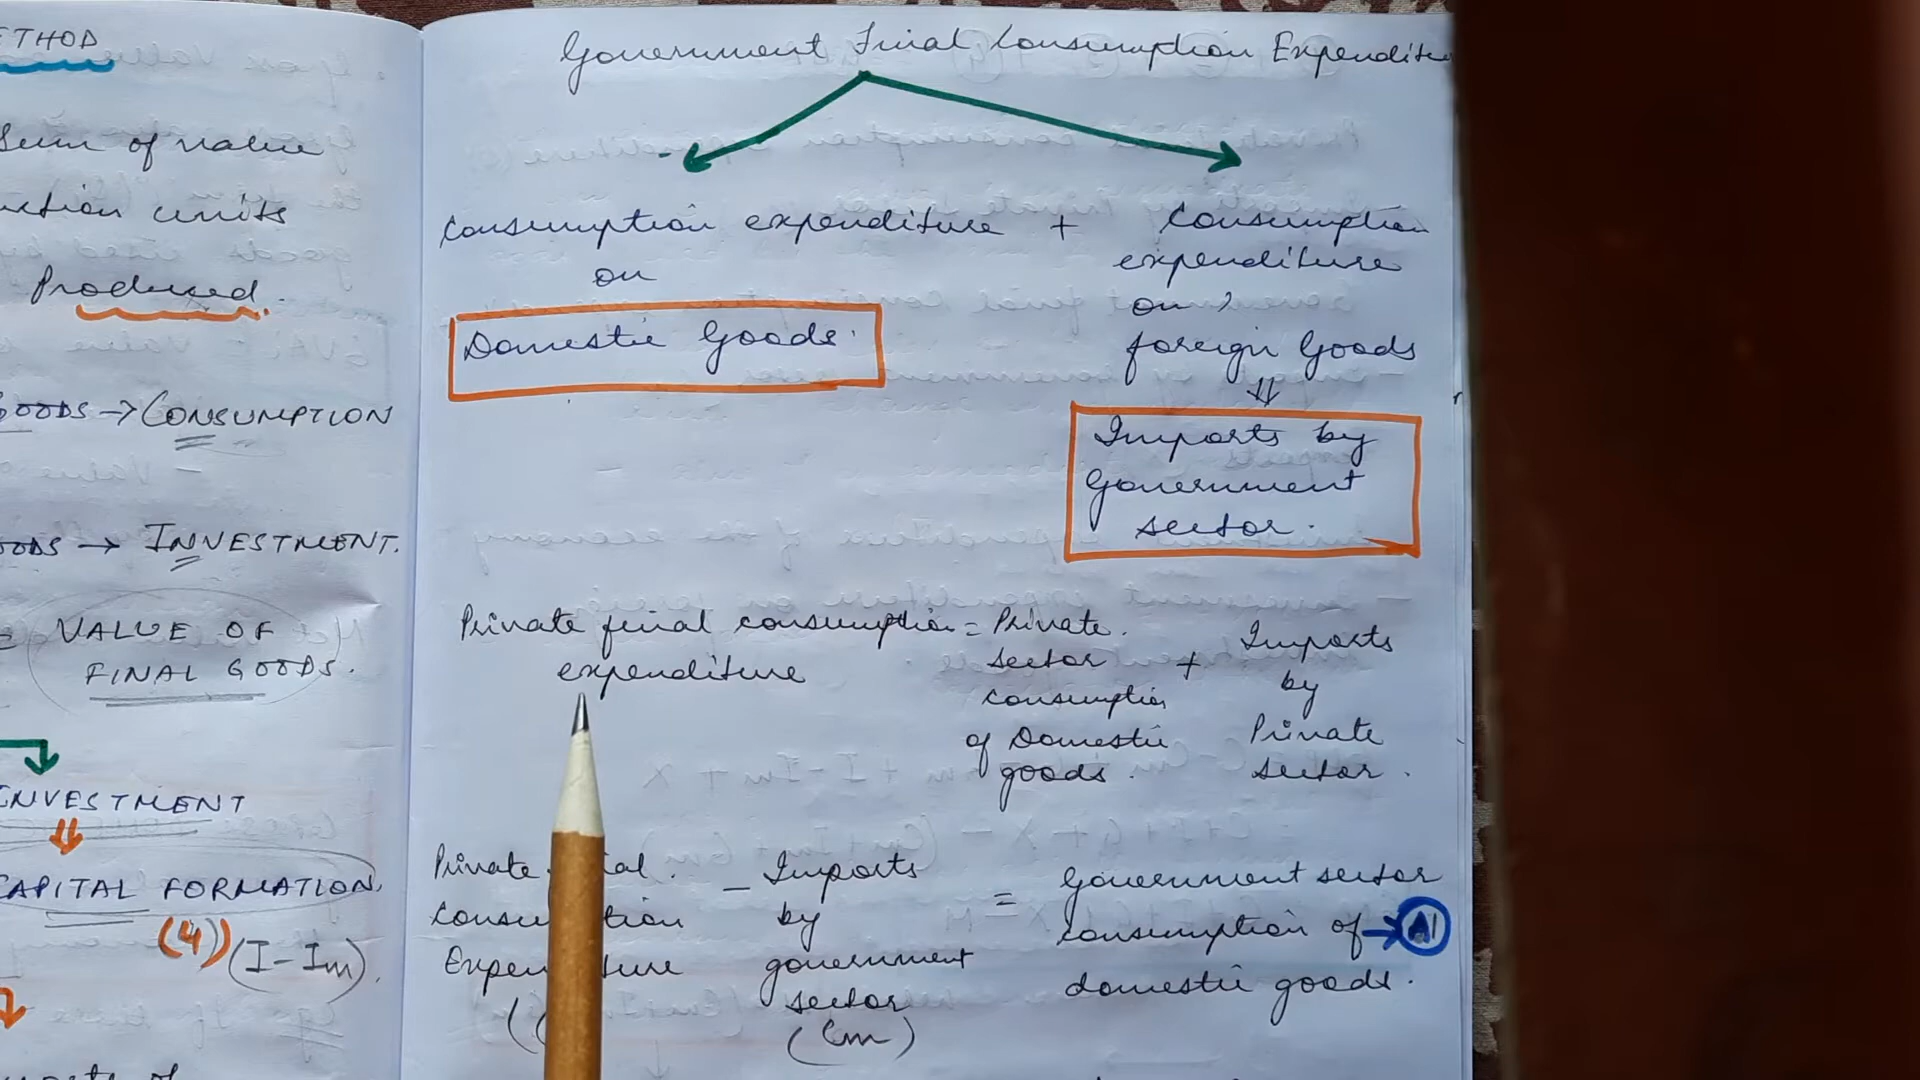 ETHOD
Sum of value
uction units
Produced.
GOODS → CONSUMPTION
OODS → INVESTMENT.
= VALUE OF
FINAL GOODS.
INVESTMENT
CAPITAL FORMATION.
(4) (I-Im).
Government Final Consumption Expenditu
Consumption expenditure + Consumption
on expenditure
on
Domestic Goods. foreign Goods
Imports by
Government
sector.
Private final consumption = Private Imports
expenditure sector + by
consumption Private
of Domestic sector.
goods.
Private - Imports = Government sector
by consumption of → A1
Expen ture government domestic goods.
sector
(Cm)